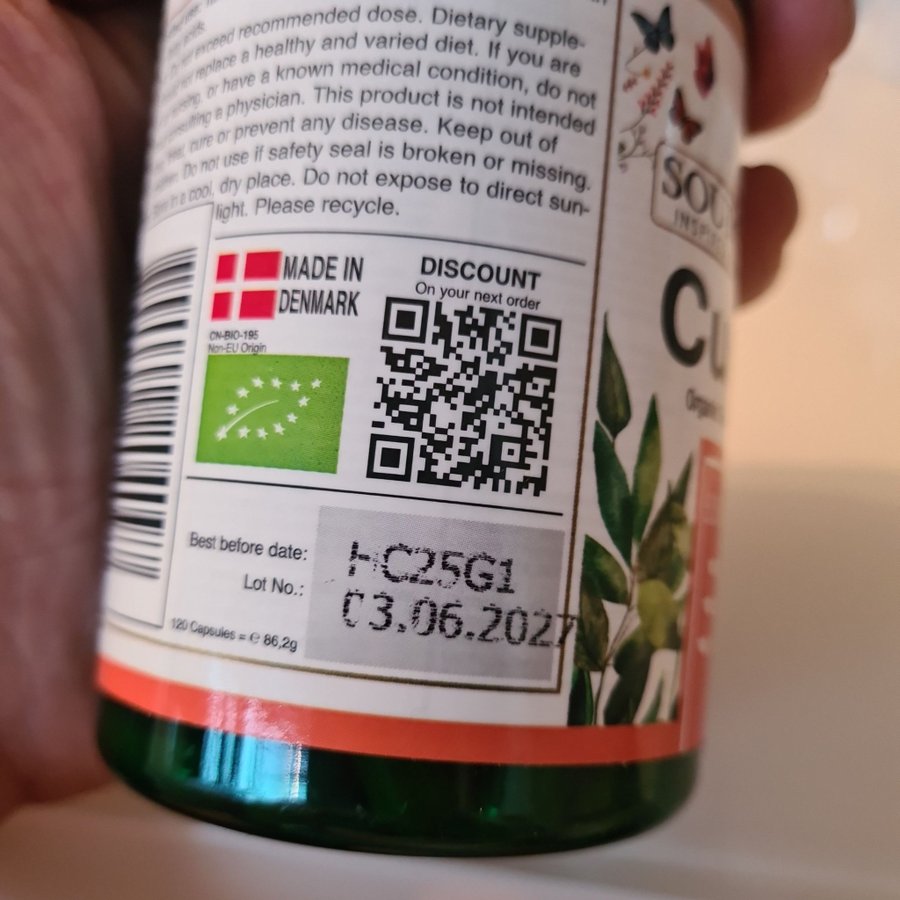 exceed recommended dose. Dietary supple-
replace a healthy and varied diet. If you are
or have a known medical condition, do not
a physician. This product is not intended
cure or prevent any disease. Keep out of
Do not use if safety seal is broken or missing.
in a cool, dry place. Do not expose to direct sun-
light. Please recycle.
MADE IN
DENMARK
CN-BIO-195
Non-EU Origin
DISCOUNT
On your next order
Best before date:
Lot No.:
HC25G1
03.06.2027
120 Capsules = ℮ 86,2g